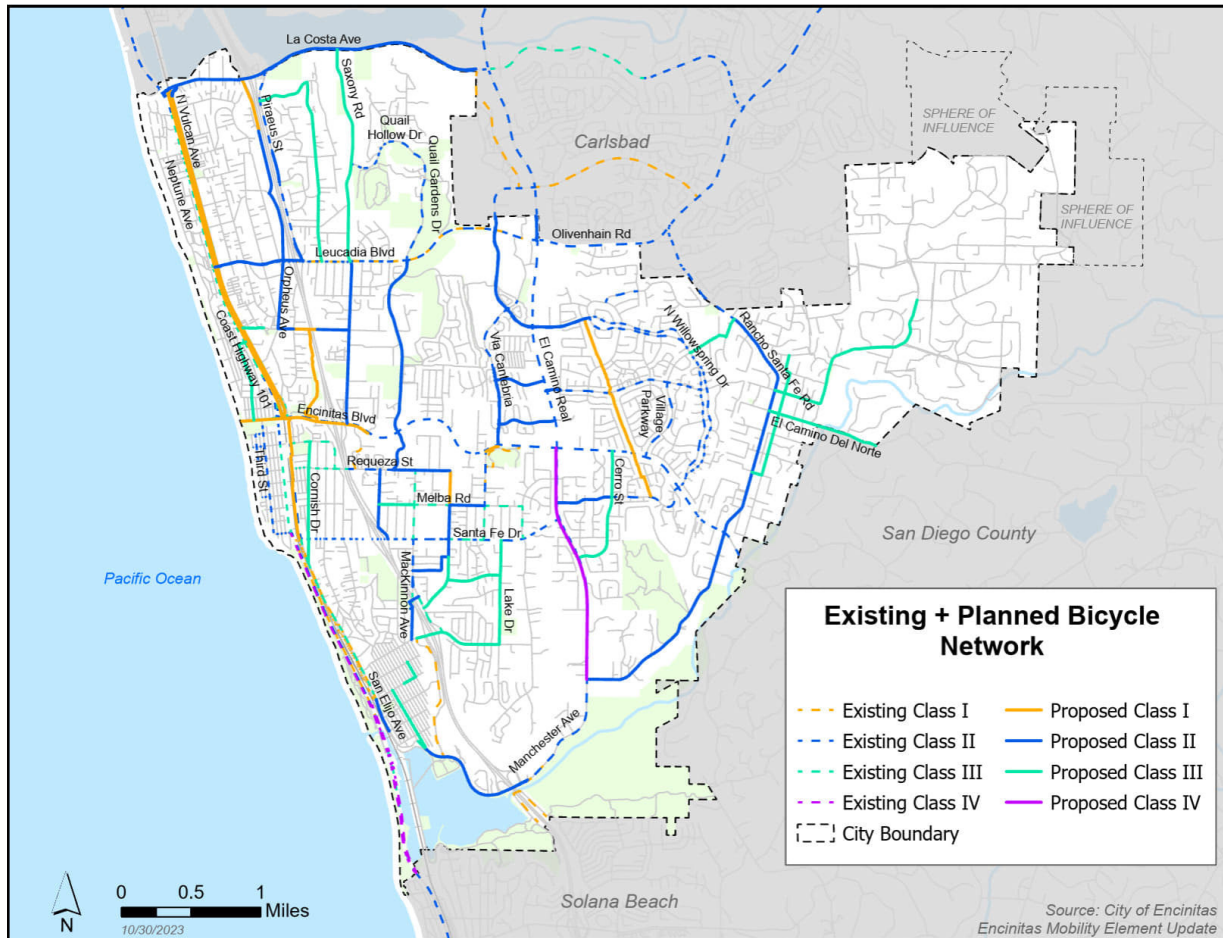 La Costa Ave
N Vulcan Ave
Neptune Ave
Piraeus St
Saxony Rd
Quail
Hollow Dr
Quail Gardens Dr
Carlsbad
SPHERE OF
INFLUENCE
SPHERE OF
INFLUENCE
Leucadia Blvd
Olivenhain Rd
Orpheus Ave
Coast Highway 101
Via Cantebria
El Camino Real
N Willowspring Dr
Rancho Santa Fe Rd
Village
Parkway
El Camino Del Norte
Encinitas Blvd
Third St
Cornish Dr
Requeza St
Melba Rd
Cerro St
Santa Fe Dr
MacKinnon Ave
Lake Dr
San Elijo Ave
Manchester Ave
Pacific Ocean
San Diego County
Solana Beach
Existing + Planned Bicycle
Network
Existing Class I
Proposed Class I
Existing Class II
Proposed Class II
Existing Class III
Proposed Class III
Existing Class IV
Proposed Class IV
City Boundary
N
0 0.5 1
Miles
10/30/2023
Source: City of Encinitas
Encinitas Mobility Element Update